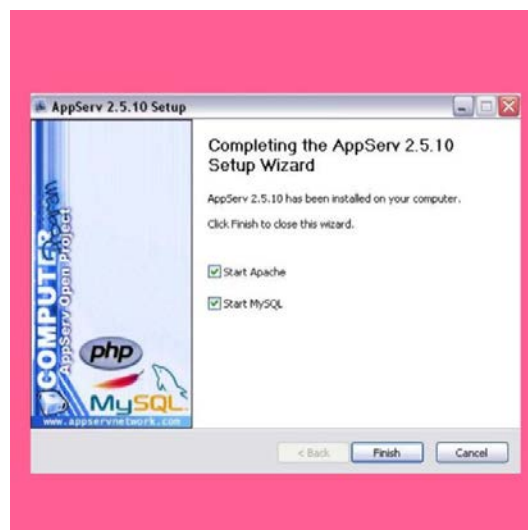 AppServ 2.5.10 Setup
Completing the AppServ 2.5.10
Setup Wizard
AppServ 2.5.10 has been installed on your computer.
Click Finish to close this wizard.
Start Apache
Start MySQL
COMPUTER
Program
AppServ Open Project
php
MySQL
www.appservnetwork.com
< Back
Finish
Cancel